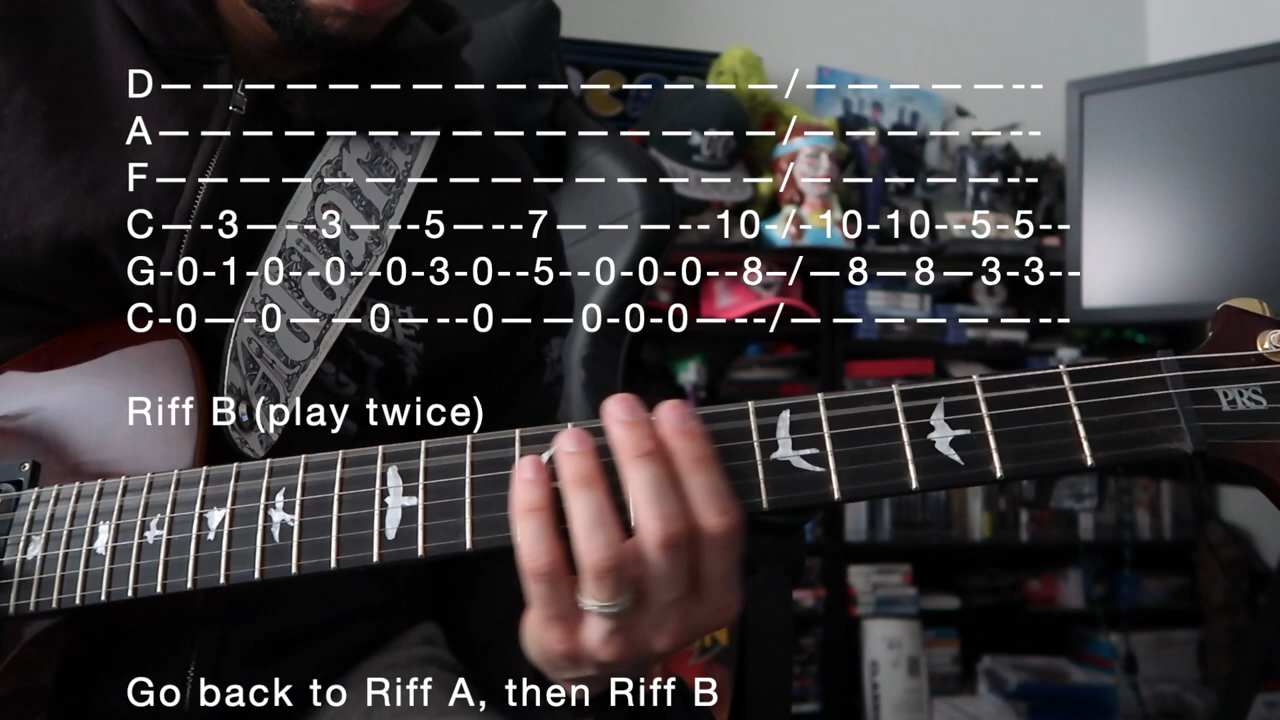 D— — — — — — — — — — — — — —/— — — — —--
A— — — — — — — — — — — — — —/— — — — —--
F— — — — — — — — — — — — — —/— — — — —--
C—-3—--3—--5—--7— — —--10-/-10-10--5-5--
G-0-1-0--0--0-3-0--5--0-0-0--8–/—8—8—3-3--
C-0—-0— —0—--0— —0-0-0—--/— — — — — —--
Riff B (play twice)
PRS
Go back to Riff A, then Riff B